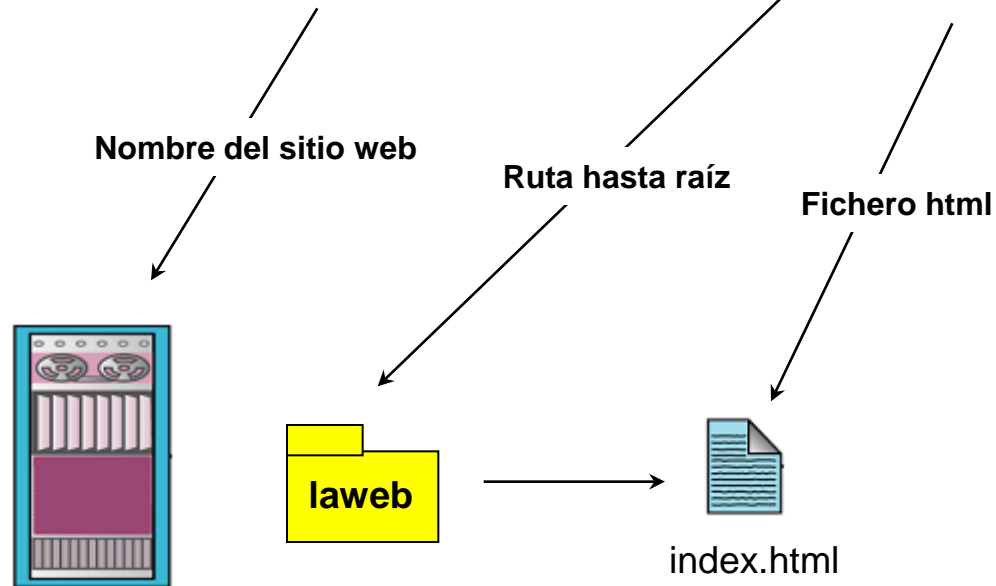 Nombre del sitio web
Ruta hasta raíz
Fichero html
laweb
index.html